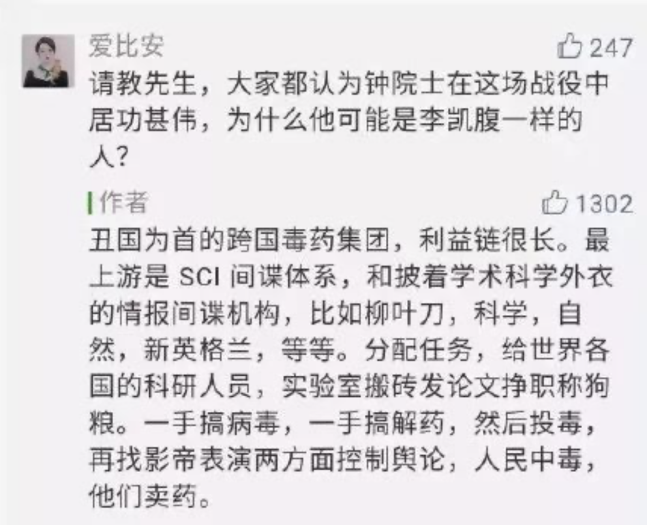 爱比安
247
请教先生，大家都认为钟院士在这场战役中
居功甚伟，为什么他可能是李凯腹一样的
人？
作者
1302
丑国为首的跨国毒药集团，利益链很长。最
上游是 SCI 间谍体系，和披着学术科学外衣
的情报间谍机构，比如柳叶刀，科学，自
然，新英格兰，等等。分配任务，给世界各
国的科研人员，实验室搬砖发论文挣职称狗
粮。一手搞病毒，一手搞解药，然后投毒，
再找影帝表演两方面控制舆论，人民中毒，
他们卖药。